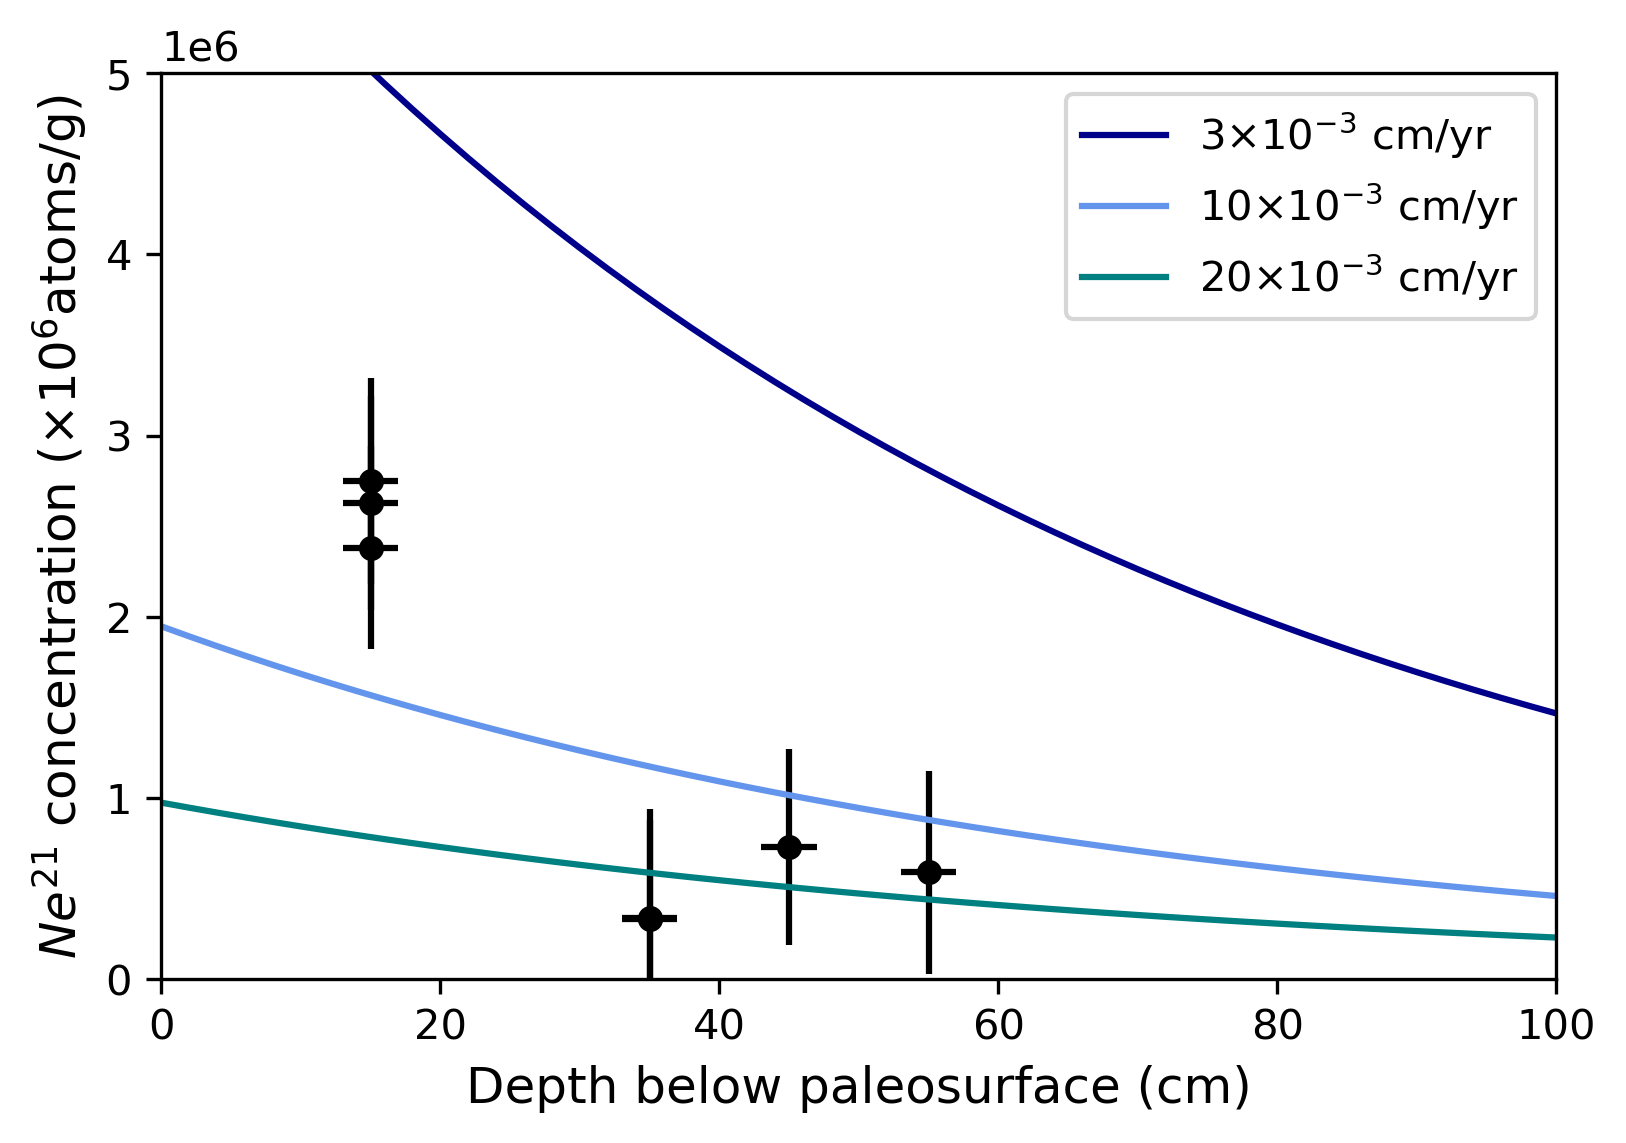 1e6
5
4
3
2
1
0
Ne²¹ concentration (×10⁶atoms/g)
3×10⁻³ cm/yr
10×10⁻³ cm/yr
20×10⁻³ cm/yr
0 20 40 60 80 100
Depth below paleosurface (cm)